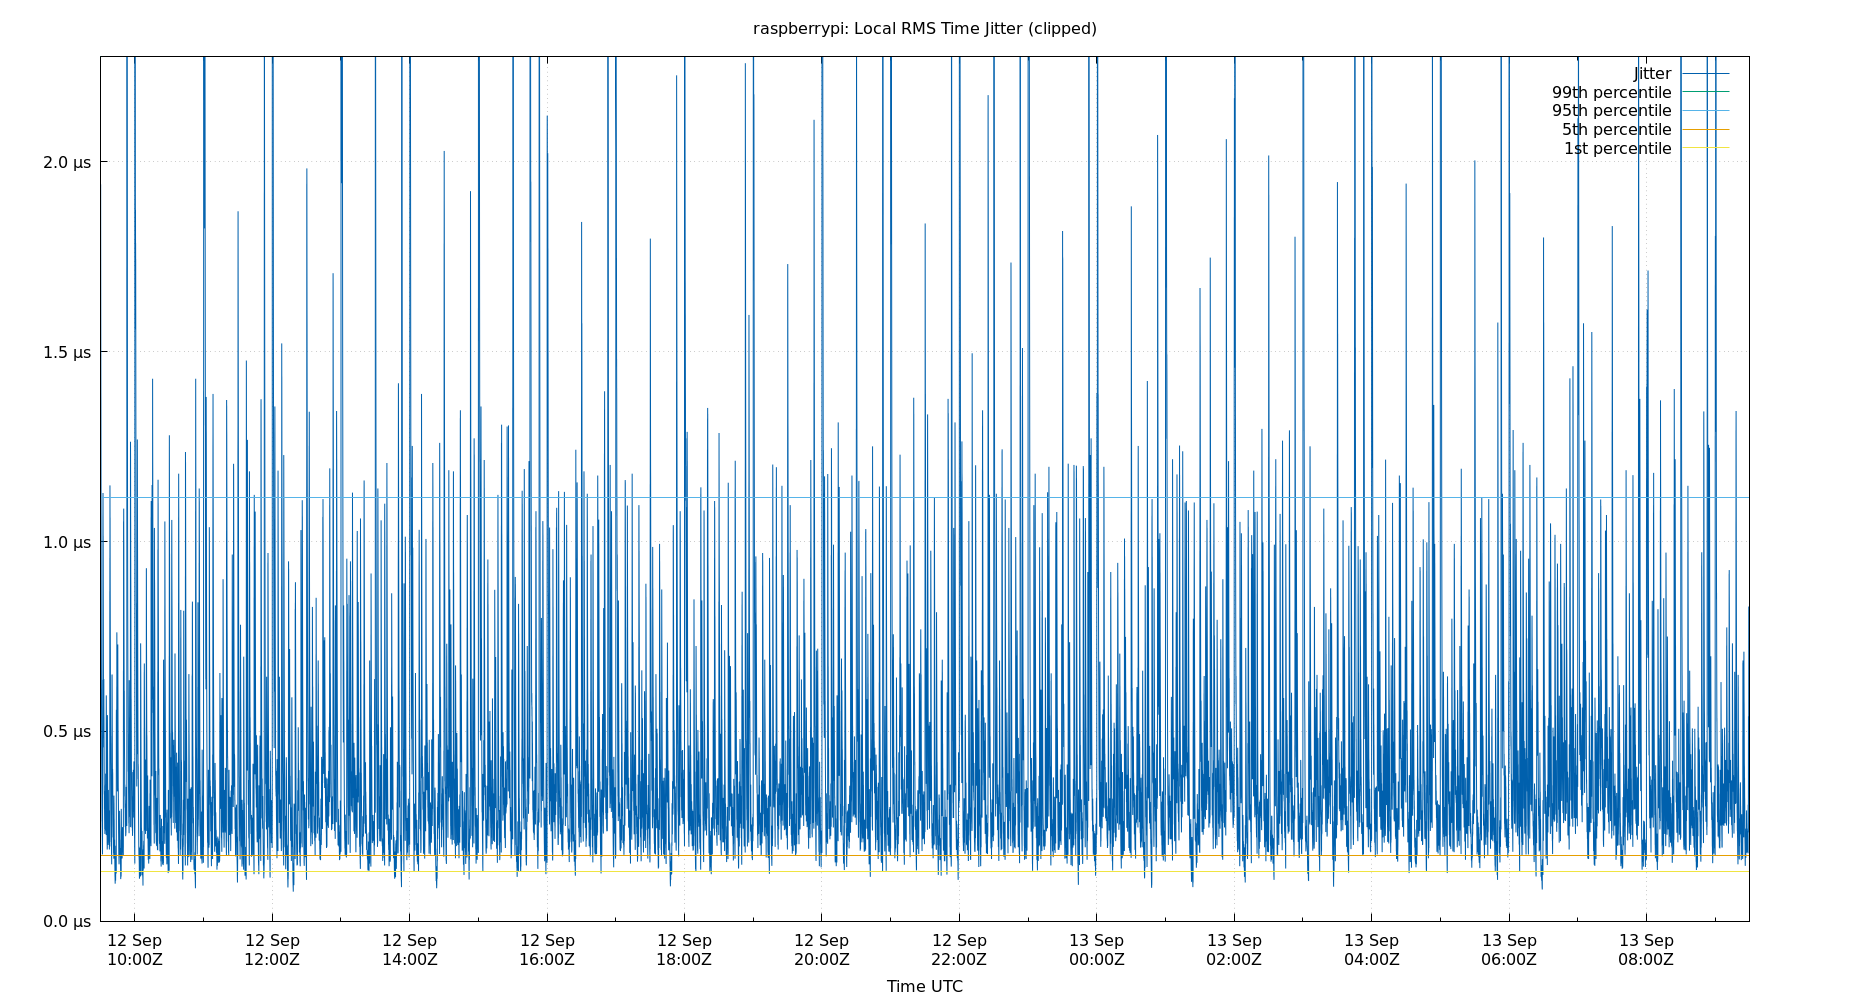 raspberrypi: Local RMS Time Jitter (clipped)
Jitter
99th percentile
95th percentile
5th percentile
1st percentile
2.0 µs
1.5 µs
1.0 µs
0.5 µs
0.0 µs
12 Sep 12 Sep 12 Sep 12 Sep 12 Sep 12 Sep 12 Sep 13 Sep 13 Sep 13 Sep 13 Sep 13 Sep
10:00Z 12:00Z 14:00Z 16:00Z 18:00Z 20:00Z 22:00Z 00:00Z 02:00Z 04:00Z 06:00Z 08:00Z
Time UTC